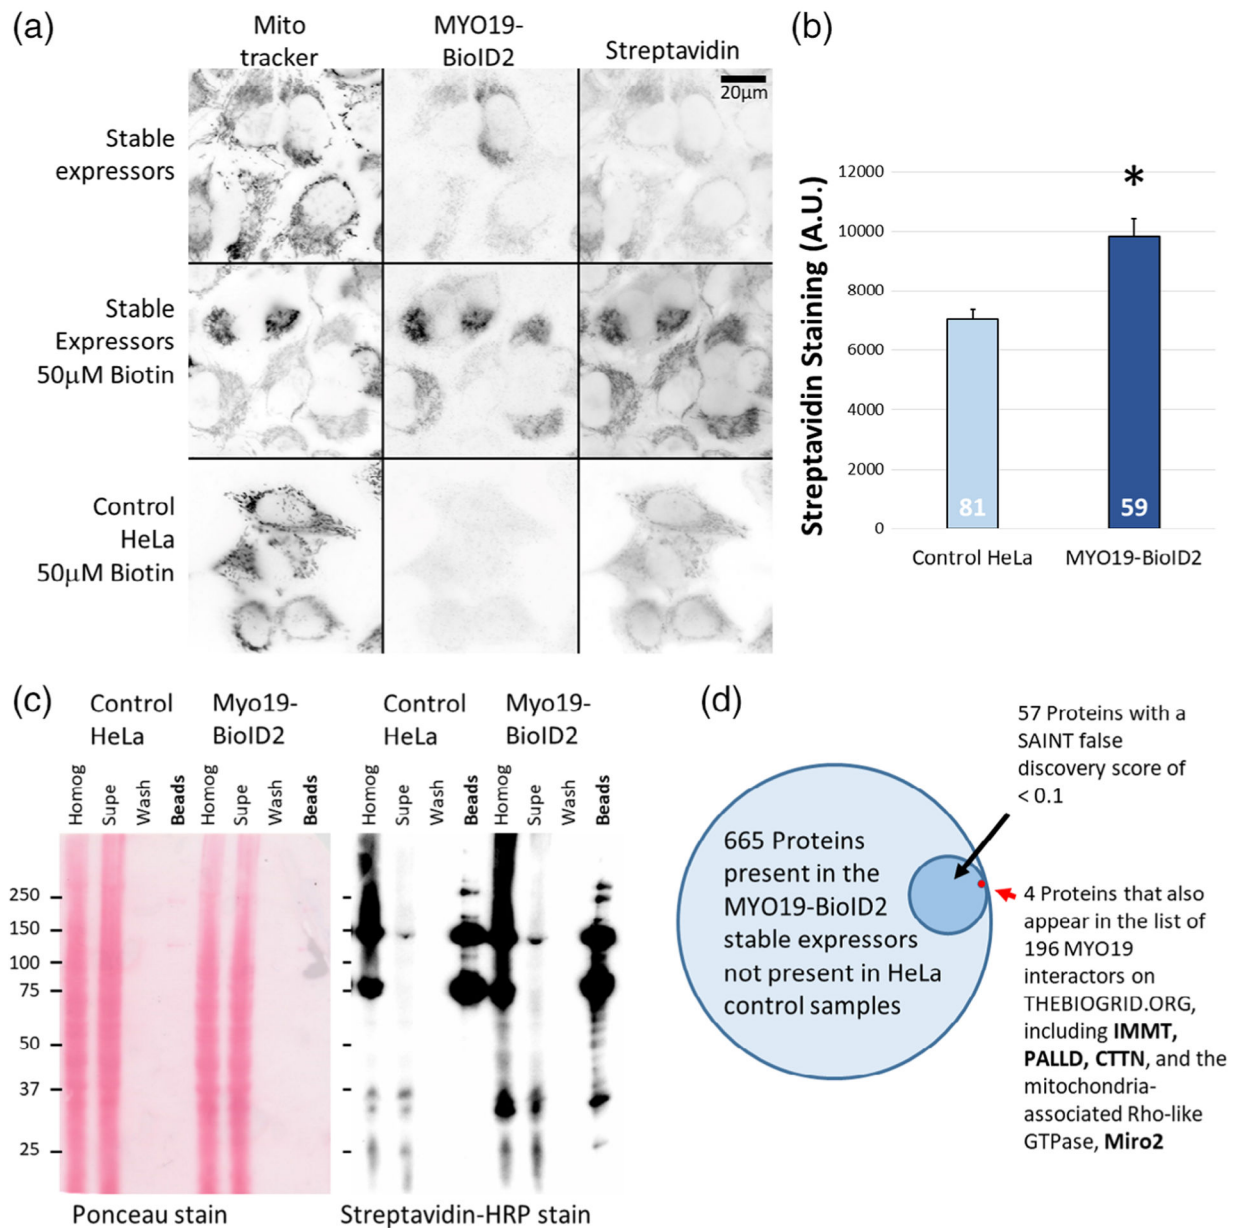 (a)
Mito
tracker
MYO19-
BioID2
Streptavidin
20μm
Stable
expressors
Stable
Expressors
50μM Biotin
Control
HeLa
50μM Biotin
(b)
Streptavidin Staining (A.U.)
12000
10000
8000
6000
4000
2000
0
*
81
59
Control HeLa
MYO19-BioID2
(c)
Control
HeLa
Myo19-
BioID2
Control
HeLa
Myo19-
BioID2
Homog
Supe
Wash
Beads
Homog
Supe
Wash
Beads
Homog
Supe
Wash
Beads
Homog
Supe
Wash
Beads
250
150
100
75
50
37
25
Ponceau stain
Streptavidin-HRP stain
(d)
57 Proteins with a
SAINT false
discovery score of
< 0.1
665 Proteins
present in the
MYO19-BioID2
stable expressors
not present in HeLa
control samples
4 Proteins that also
appear in the list of
196 MYO19
interactors on
THEBIOGRID.ORG,
including IMMT,
PALLD, CTTN, and the
mitochondria-
associated Rho-like
GTPase, Miro2